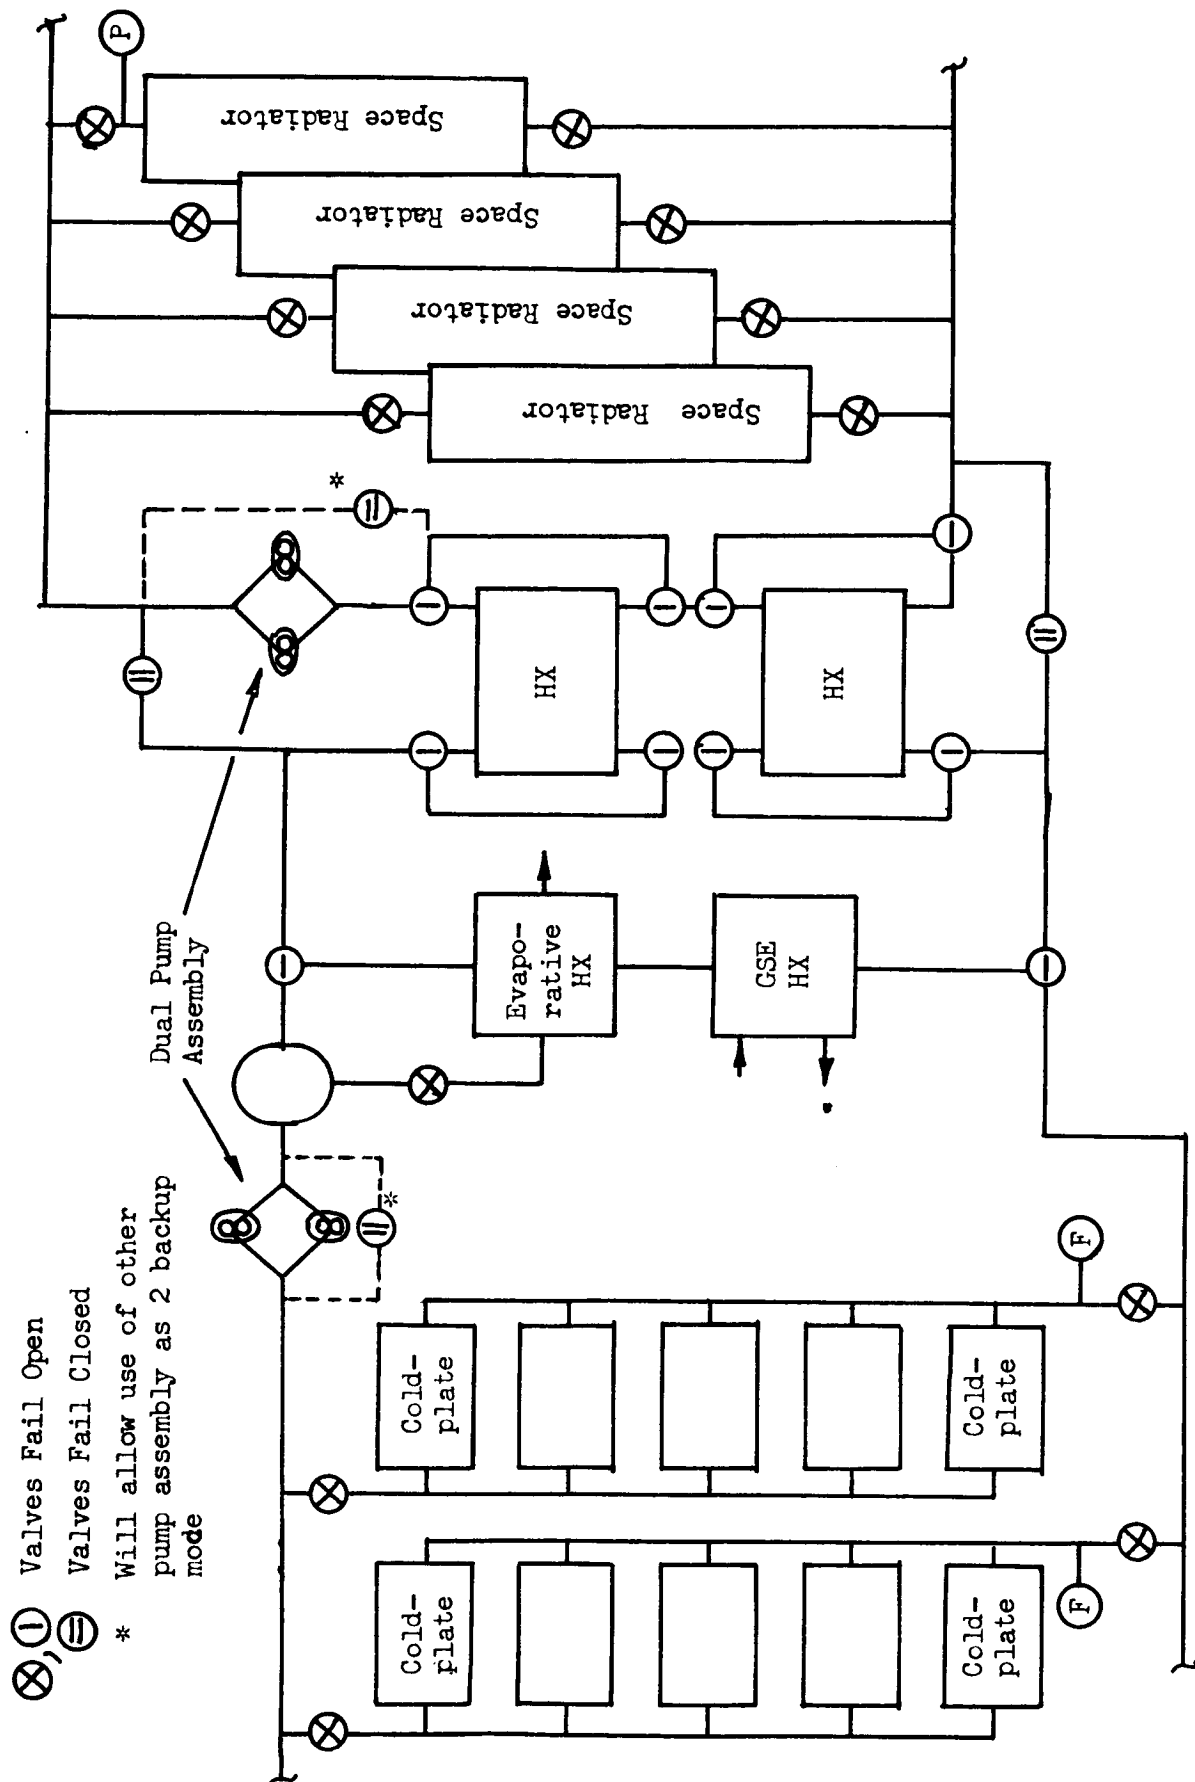 ⊗, ⊖ Valves Fail Open
⊜ Valves Fail Closed
* Will allow use of other
pump assembly as 2 backup
mode
Dual Pump
Assembly
*
*
P
Space Radiator
Space Radiator
Space Radiator
Space Radiator
HX
HX
Evapo-
rative
HX
GSE
HX
Cold-
plate
Cold-
plate
Cold-
plate
Cold-
plate
F
F